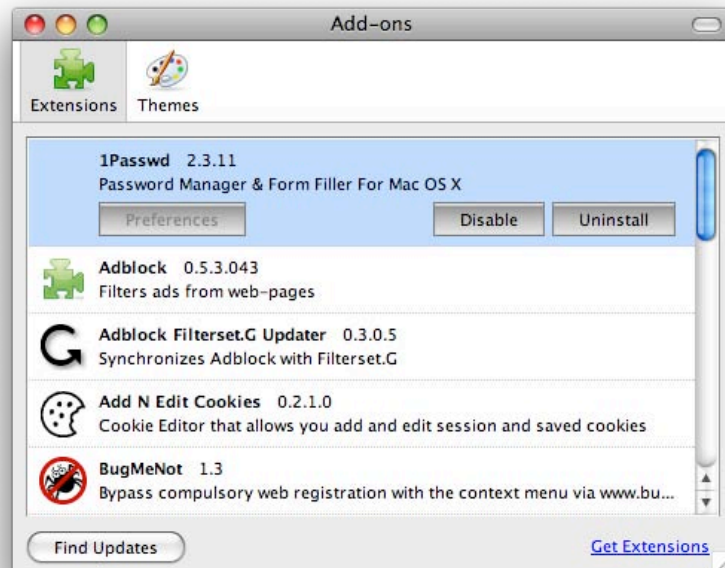 Add-ons
Extensions Themes
1Passwd 2.3.11
Password Manager & Form Filler For Mac OS X
Preferences Disable Uninstall
Adblock 0.5.3.043
Filters ads from web-pages
Adblock Filterset.G Updater 0.3.0.5
Synchronizes Adblock with Filterset.G
Add N Edit Cookies 0.2.1.0
Cookie Editor that allows you add and edit session and saved cookies
BugMeNot 1.3
Bypass compulsory web registration with the context menu via www.bu...
Find Updates Get Extensions